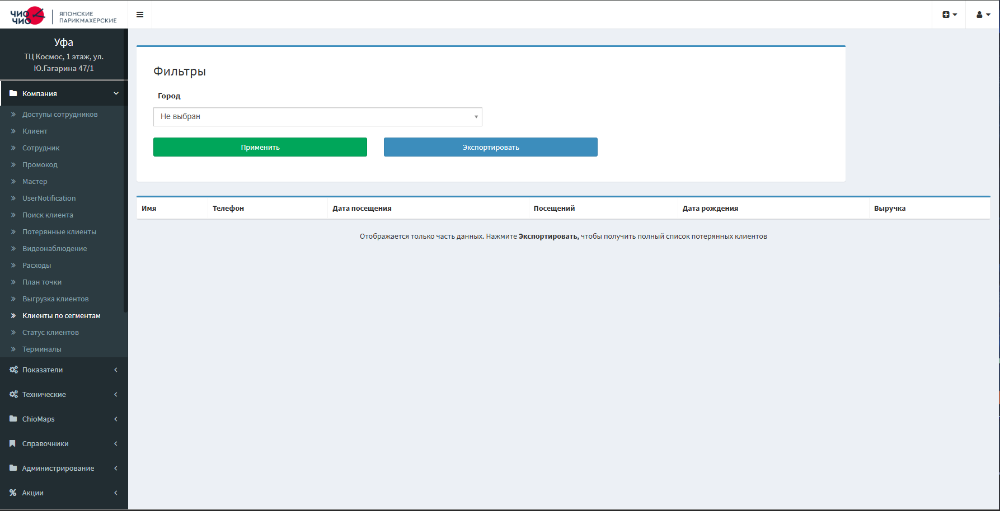 ЧИО
ЧИО
ЯПОНСКИЕ
ПАРИКМАХЕРСКИЕ
Уфа
ТЦ Космос, 1 этаж, ул.
Ю.Гагарина 47/1
Компания
Доступы сотрудников
Клиент
Сотрудник
Промокод
Мастер
UserNotification
Поиск клиента
Потерянные клиенты
Видеонаблюдение
Расходы
План точки
Выгрузка клиентов
Клиенты по сегментам
Статус клиентов
Терминалы
Показатели
Технические
ChioMaps
Справочники
Администрирование
Акции
Фильтры
Город
Не выбран
Применить Экспортировать
Имя Телефон Дата посещения Посещений Дата рождения Выручка
Отображается только часть данных. Нажмите Экспортировать, чтобы получить полный список потерянных клиентов